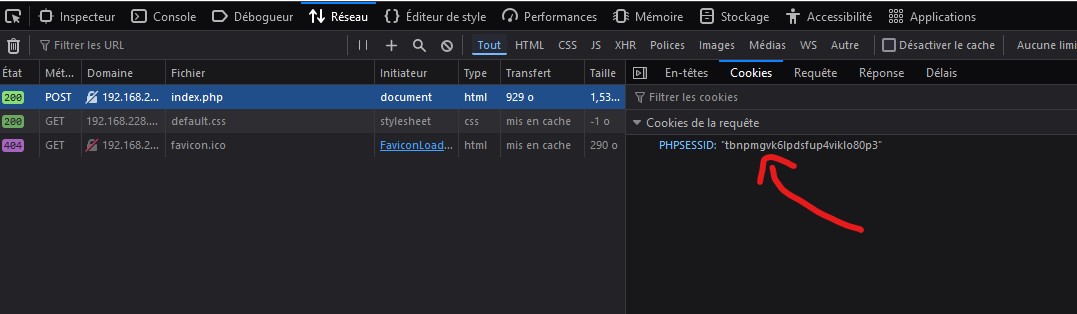 Inspecteur Console Débogueur Réseau Éditeur de style Performances Mémoire Stockage Accessibilité Applications
Filtrer les URL Tout HTML CSS JS XHR Polices Images Médias WS Autre Désactiver le cache Aucune limi
État Mét... Domaine Fichier Initiateur Type Transfert Taille
En-têtes Cookies Requête Réponse Délais
200 POST 192.168.2... index.php document html 929 o 1,53...
200 GET 192.168.228.... default.css stylesheet css mis en cache -1 o
404 GET 192.168.2... favicon.ico FaviconLoad... html mis en cache 290 o
Filtrer les cookies
Cookies de la requête
PHPSESSID: "tbnpmgvk6lpdsfup4viklo80p3"